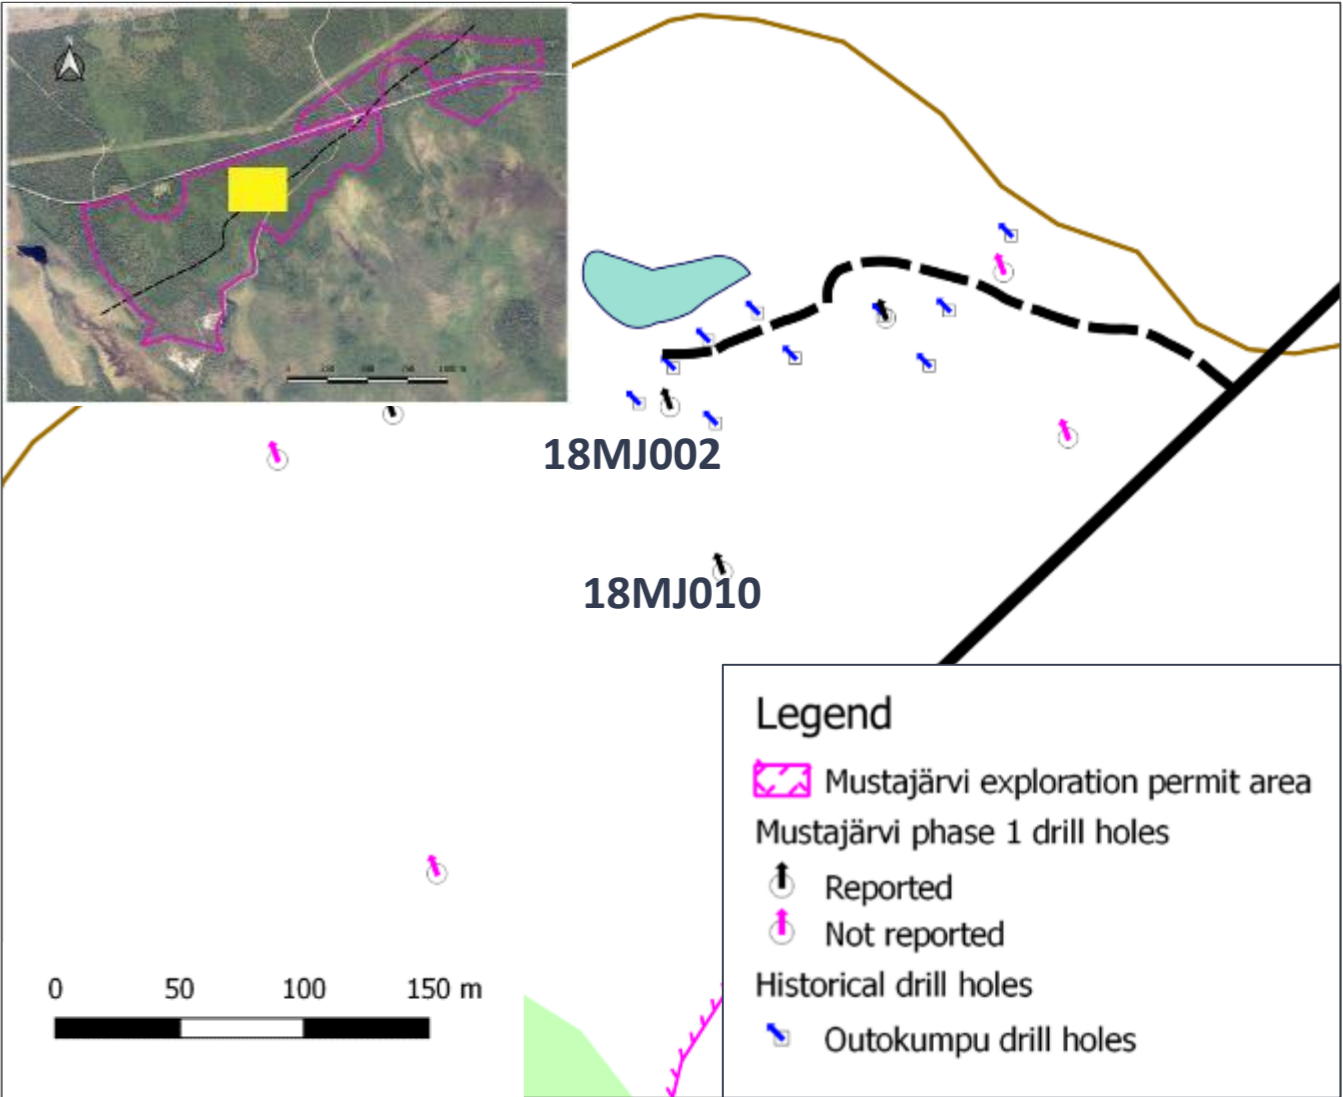 18MJ002
18MJ010
Legend
Mustajärvi exploration permit area
Mustajärvi phase 1 drill holes
Reported
Not reported
Historical drill holes
Outokumpu drill holes
0 50 100 150 m